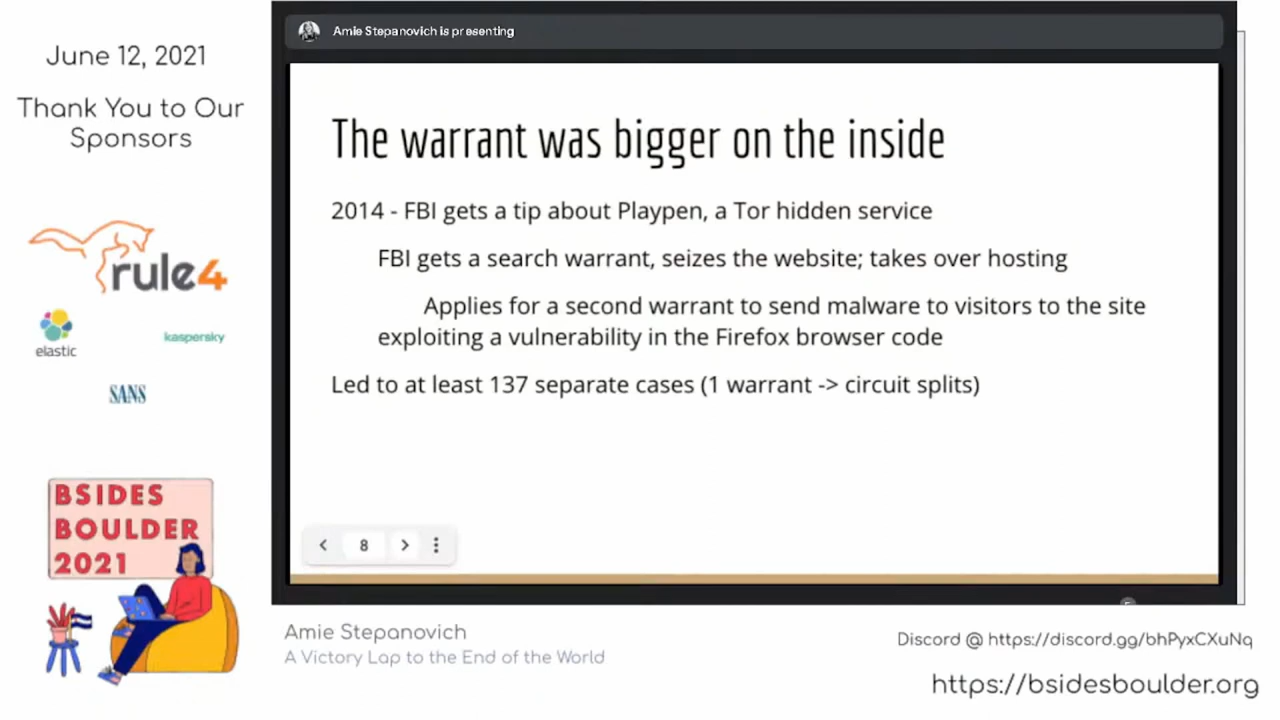 June 12, 2021
Thank You to Our
Sponsors
rule4
elastic
kaspersky
SANS
BSIDES
BOULDER
2021
Amie Stepanovich is presenting
The warrant was bigger on the inside
2014 - FBI gets a tip about Playpen, a Tor hidden service
FBI gets a search warrant, seizes the website; takes over hosting
Applies for a second warrant to send malware to visitors to the site
exploiting a vulnerability in the Firefox browser code
Led to at least 137 separate cases (1 warrant -> circuit splits)
8
Amie Stepanovich
A Victory Lap to the End of the World
Discord @ https://discord.gg/bhPyxCXuNq
https://bsidesboulder.org